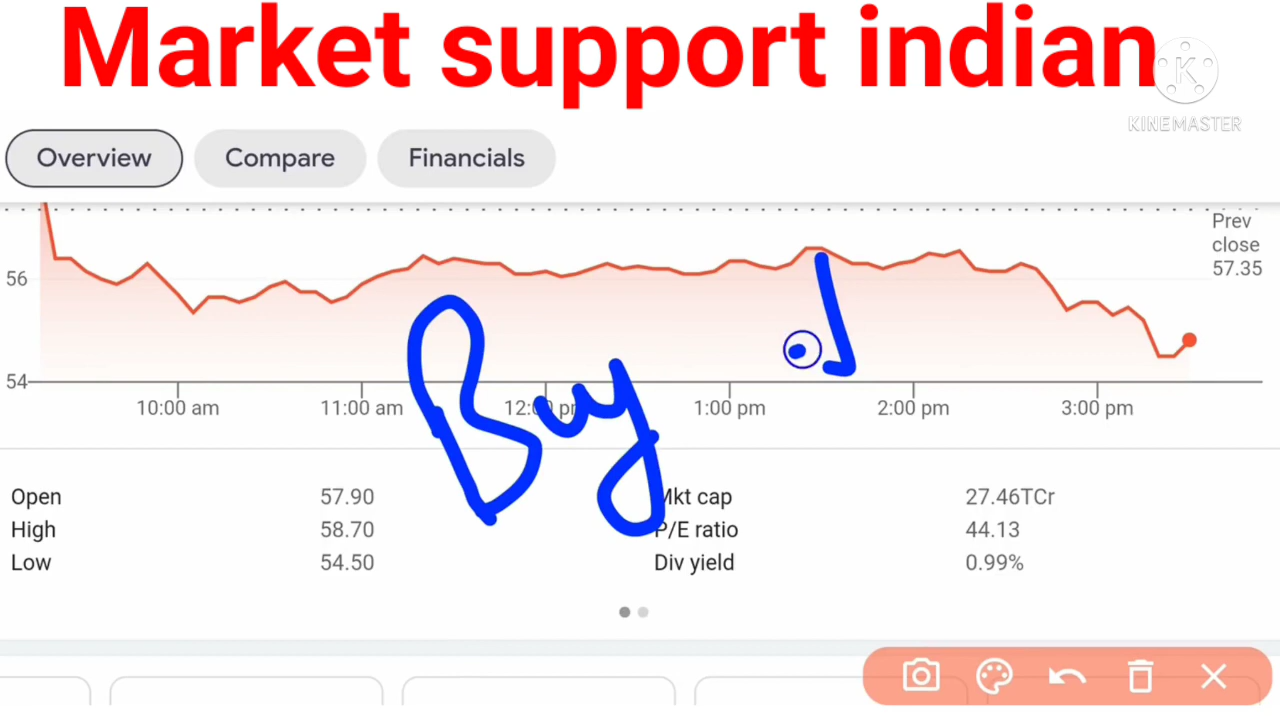 Market support indian
K
KINEMASTER
Overview Compare Financials
Prev
close
57.35
56
54
10:00 am 11:00 am 12:00 pm 1:00 pm 2:00 pm 3:00 pm
Buy
Open 57.90 Mkt cap 27.46TCr
High 58.70 P/E ratio 44.13
Low 54.50 Div yield 0.99%